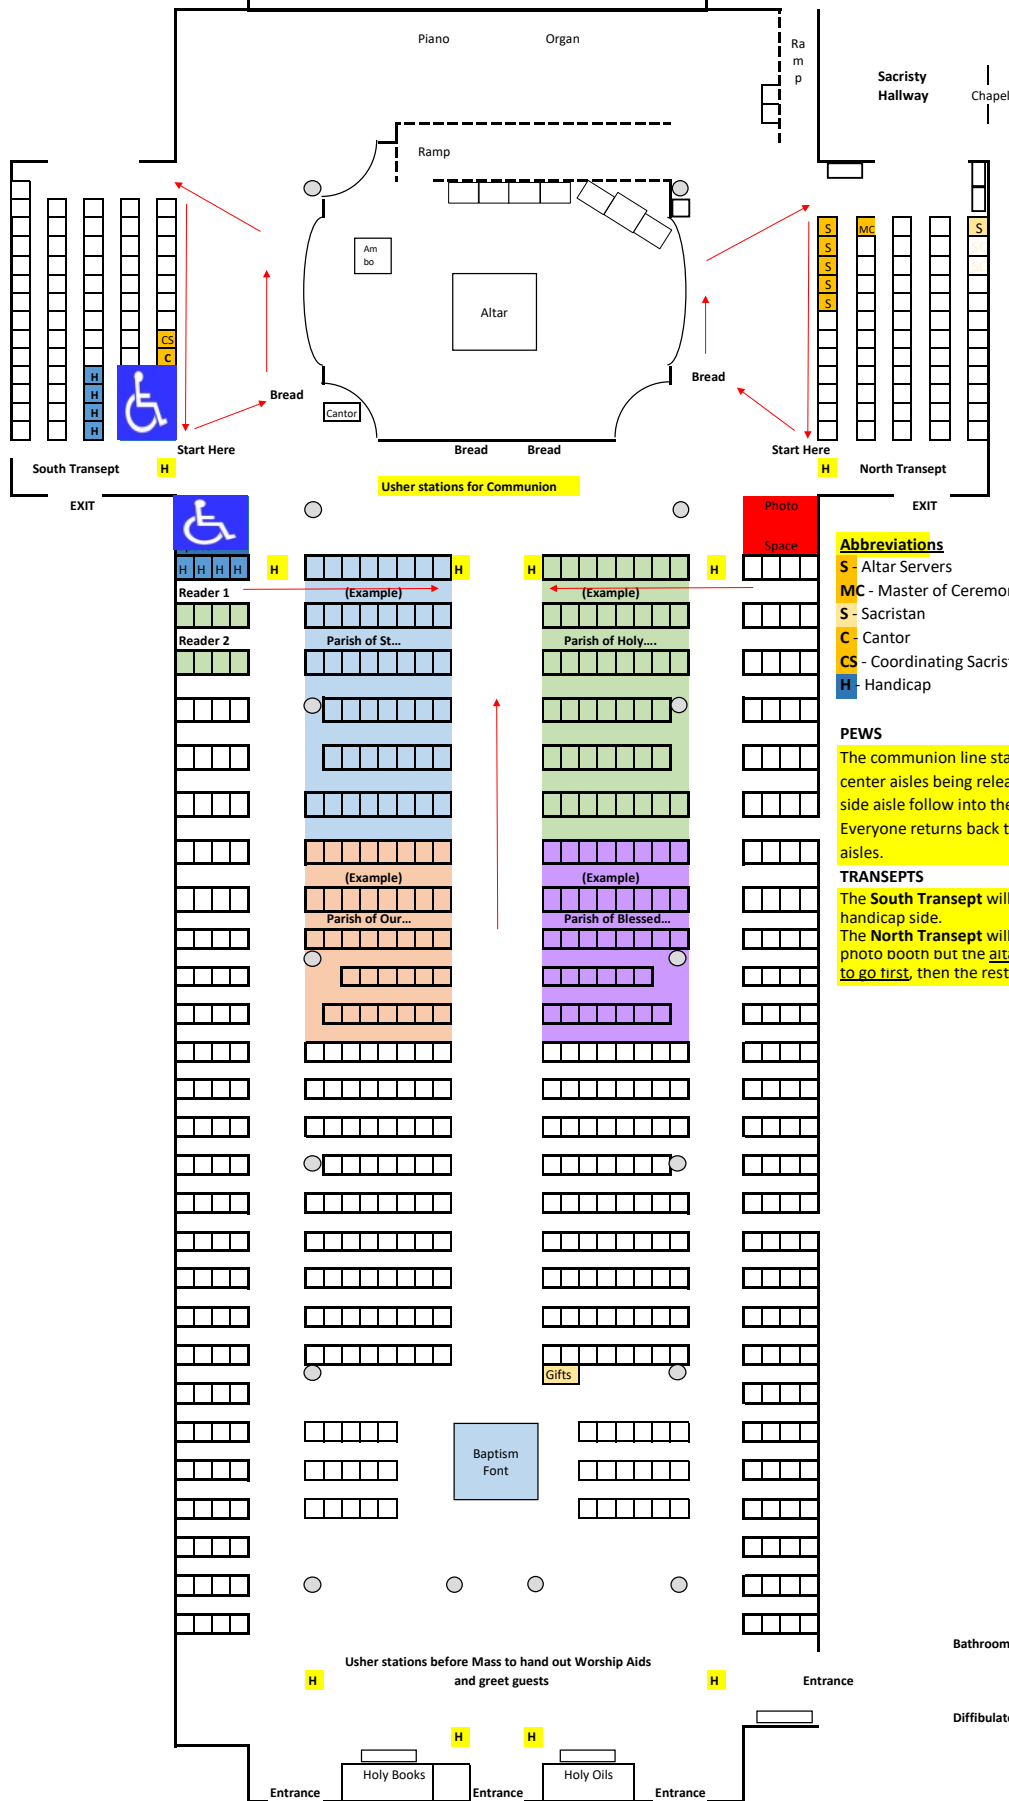 Piano
Organ
Ra
m
p
Sacristy
Hallway
Chapel
Ramp
Am
bo
Altar
S
S
S
S
S
MC
S
CS
C
H
H
H
H
Bread
Bread
Cantor
Start Here
Bread
Bread
Start Here
South Transept
H
H
North Transept
Usher stations for Communion
EXIT
EXIT
Photo
Space
H H H H
H
H
H
H
Reader 1
(Example)
(Example)
Reader 2
Parish of St...
Parish of Holy....
Abbreviations
S - Altar Servers
MC - Master of Ceremo
S - Sacristan
C - Cantor
CS - Coordinating Sacris
H - Handicap
PEWS
The communion line sta
center aisles being relea
side aisle follow into the
Everyone returns back t
aisles.
TRANSEPTS
The South Transept will
handicap side.
The North Transept will
photo booth but the alta
to go first, then the rest
(Example)
(Example)
Parish of Our...
Parish of Blessed...
Gifts
Baptism
Font
Usher stations before Mass to hand out Worship Aids
and greet guests
H
H
Entrance
Bathroom
Diffibulat
H
H
Holy Books
Holy Oils
Entrance
Entrance
Entrance